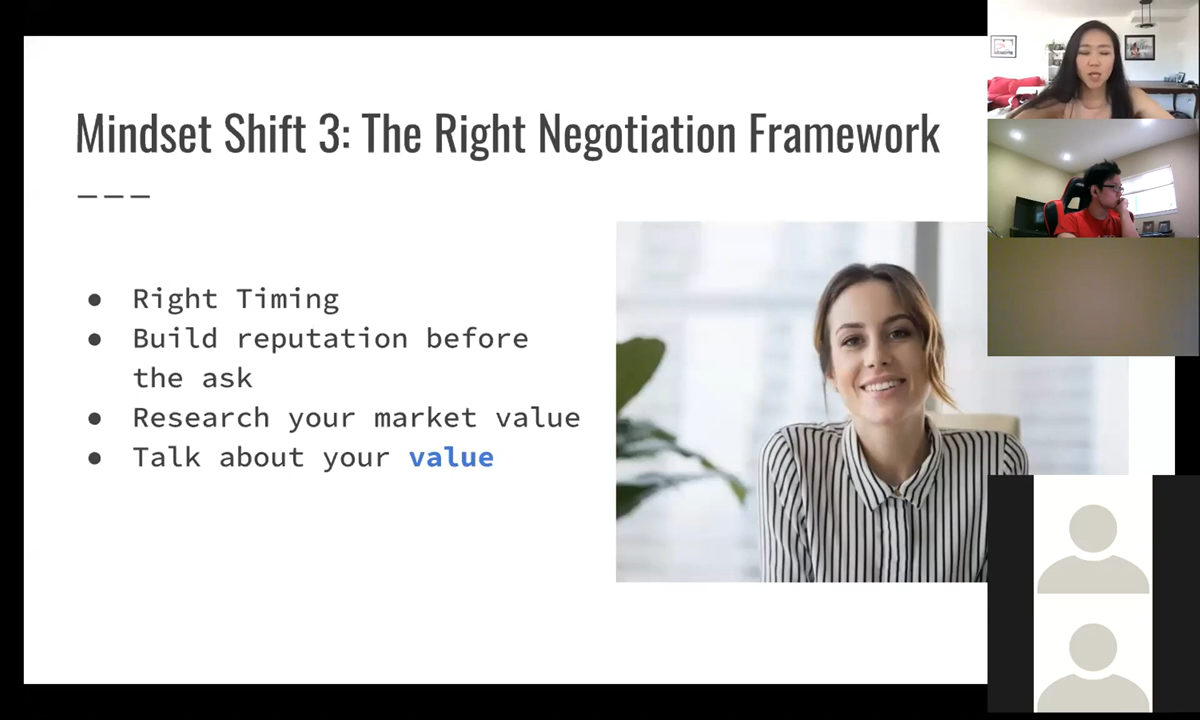 Mindset Shift 3: The Right Negotiation Framework
● Right Timing
● Build reputation before
the ask
● Research your market value
● Talk about your value